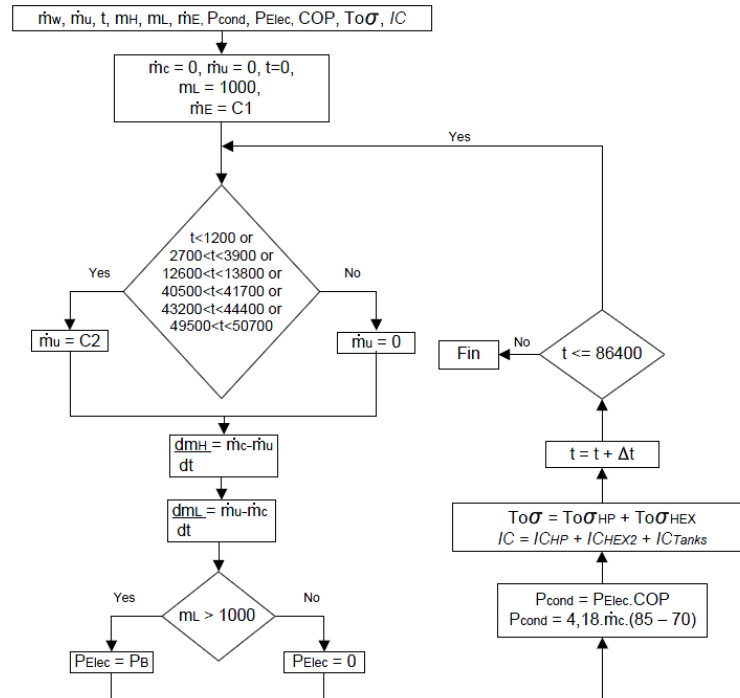 ṁw, ṁu, t, mH, mL, ṁE, Pcond, PElec, COP, Toσ, IC
ṁc = 0, ṁu = 0, t=0,
mL = 1000,
ṁE = C1
Yes
t<1200 or
2700<t<3900 or
12600<t<13800 or
40500<t<41700 or
43200<t<44400 or
49500<t<50700
Yes
No
ṁu = C2
ṁu = 0
Fin
No
t <= 86400
dmH = ṁc-ṁu
dt
t = t + Δt
dmL = ṁu-ṁc
dt
Toσ = ToσHP + ToσHEX
IC = ICHP + ICHEX2 + ICTanks
Yes
mL > 1000
No
Pcond = PElec.COP
Pcond = 4,18.ṁc.(85 – 70)
PElec = PB
PElec = 0